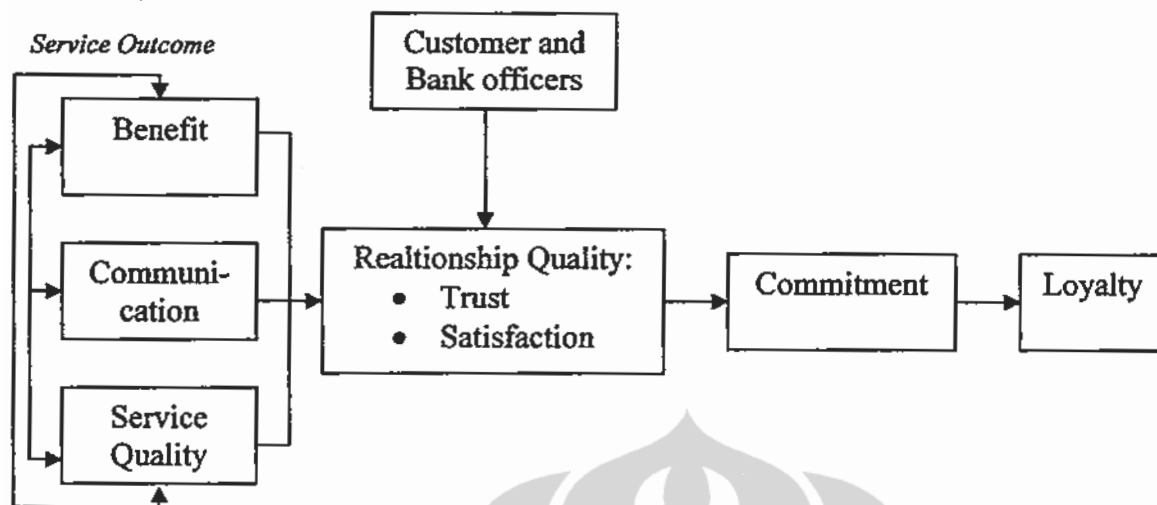 Service Outcome
Customer and
Bank officers
Benefit
Communi-
cation
Service
Quality
Realtionship Quality:
• Trust
• Satisfaction
Commitment
Loyalty